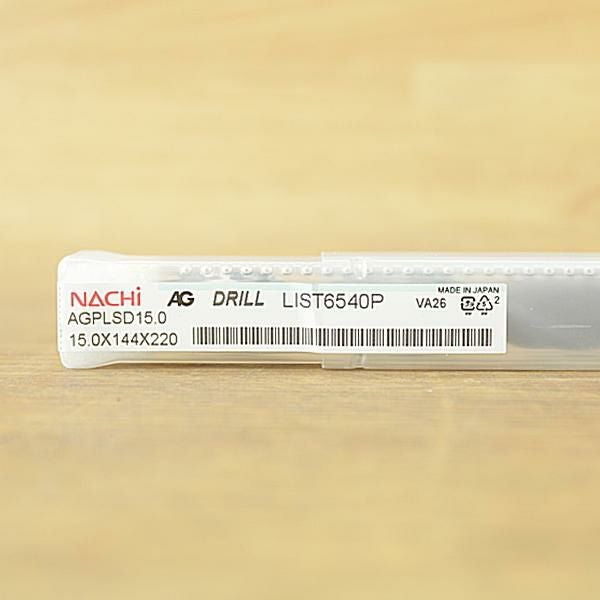 NACHi AG DRILL LIST6540P
MADE IN JAPAN
VA26
AGPLSD15.0
15.0X144X220